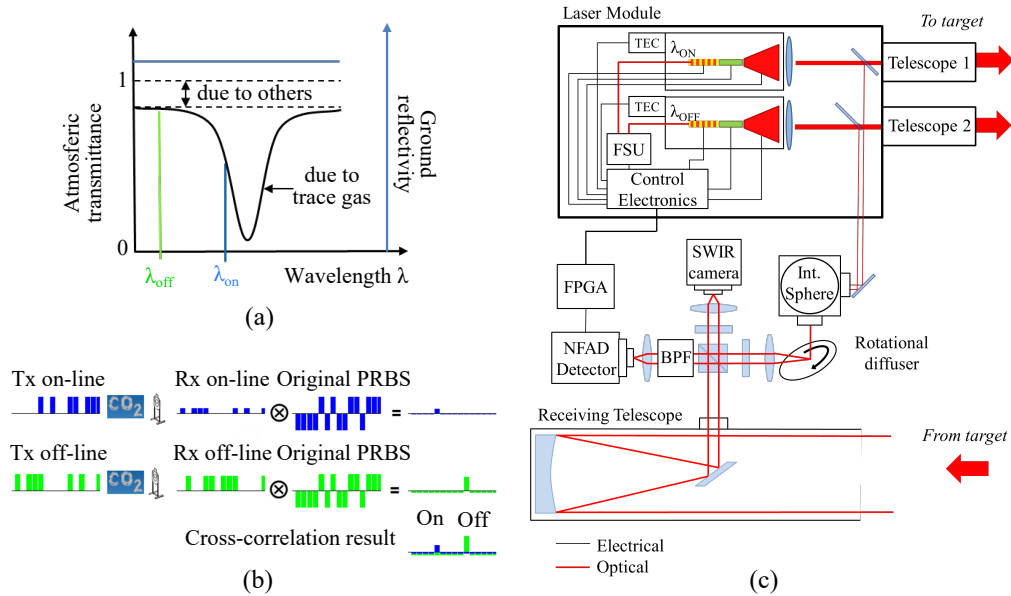 1
due to others
Atmosferic
transmittance
due to
trace gas
Ground
reflectivity
0
λoff
λon
Wavelength λ
(a)
Tx on-line
Rx on-line
Original PRBS
CO2
⊗
=
Tx off-line
Rx off-line
Original PRBS
CO2
⊗
=
On
Off
Cross-correlation result
(b)
Laser Module
To target
TEC
λON
Telescope 1
TEC
λOFF
Telescope 2
FSU
Control
Electronics
SWIR
camera
Int.
Sphere
FPGA
NFAD
Detector
BPF
Rotational
diffuser
Receiving Telescope
From target
Electrical
Optical
(c)